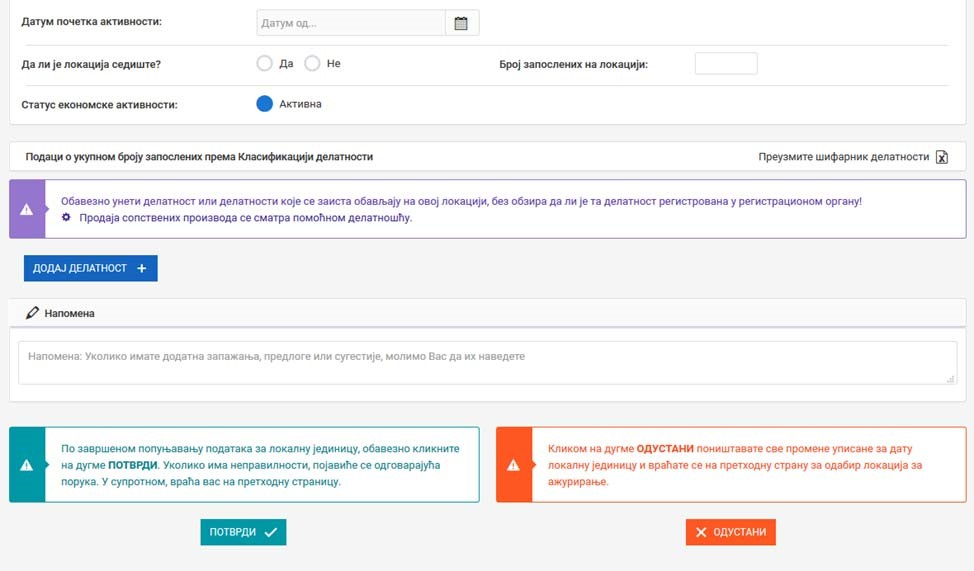 Датум почетка активности:
Датум од...
Да ли је локација седиште?
Да
Не
Број запослених на локацији:
Статус економске активности:
Активна
Подаци о укупном броју запослених према Класификацији делатности
Преузмите шифарник делатности
Обавезно унети делатност или делатности које се заиста обављају на овој локацији, без обзира да ли је та делатност регистрована у регистрационом органу!
Продаја сопствених производа се сматра помоћном делатношћу.
ДОДАЈ ДЕЛАТНОСТ +
Напомена
Напомена: Уколико имате додатна запажања, предлоге или сугестије, молимо Вас да их наведете
По завршеном попуњавању података за локалну јединицу, обавезно кликните
на дугме ПОТВРДИ. Уколико има неправилности, појавиће се одговарајућа
порука. У супротном, враћа вас на претходну страницу.
Кликом на дугме ОДУСТАНИ поништавате све промене уписане за дату
локалну јединицу и враћате се на претходну страну за одабир локација за
ажурирање.
ПОТВРДИ
ОДУСТАНИ